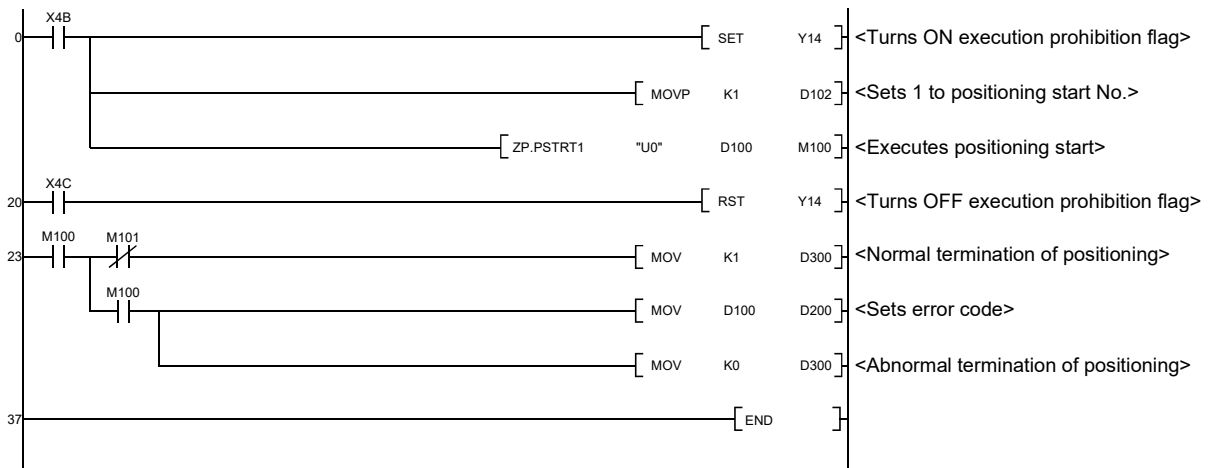 X4B
0 SET Y14 <Turns ON execution prohibition flag>
MOVP K1 D102 <Sets 1 to positioning start No.>
ZP.PSTRT1 "U0" D100 M100 <Executes positioning start>
X4C
20 RST Y14 <Turns OFF execution prohibition flag>
M100 M101
23 MOV K1 D300 <Normal termination of positioning>
M100
MOV D100 D200 <Sets error code>
MOV K0 D300 <Abnormal termination of positioning>
37 END